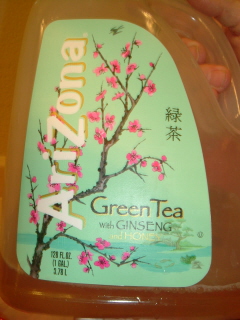 AriZona
緑
茶
Green Tea
with GINSENG
and HONEY
128 FL. OZ.
(1 GAL.)
3.78 L